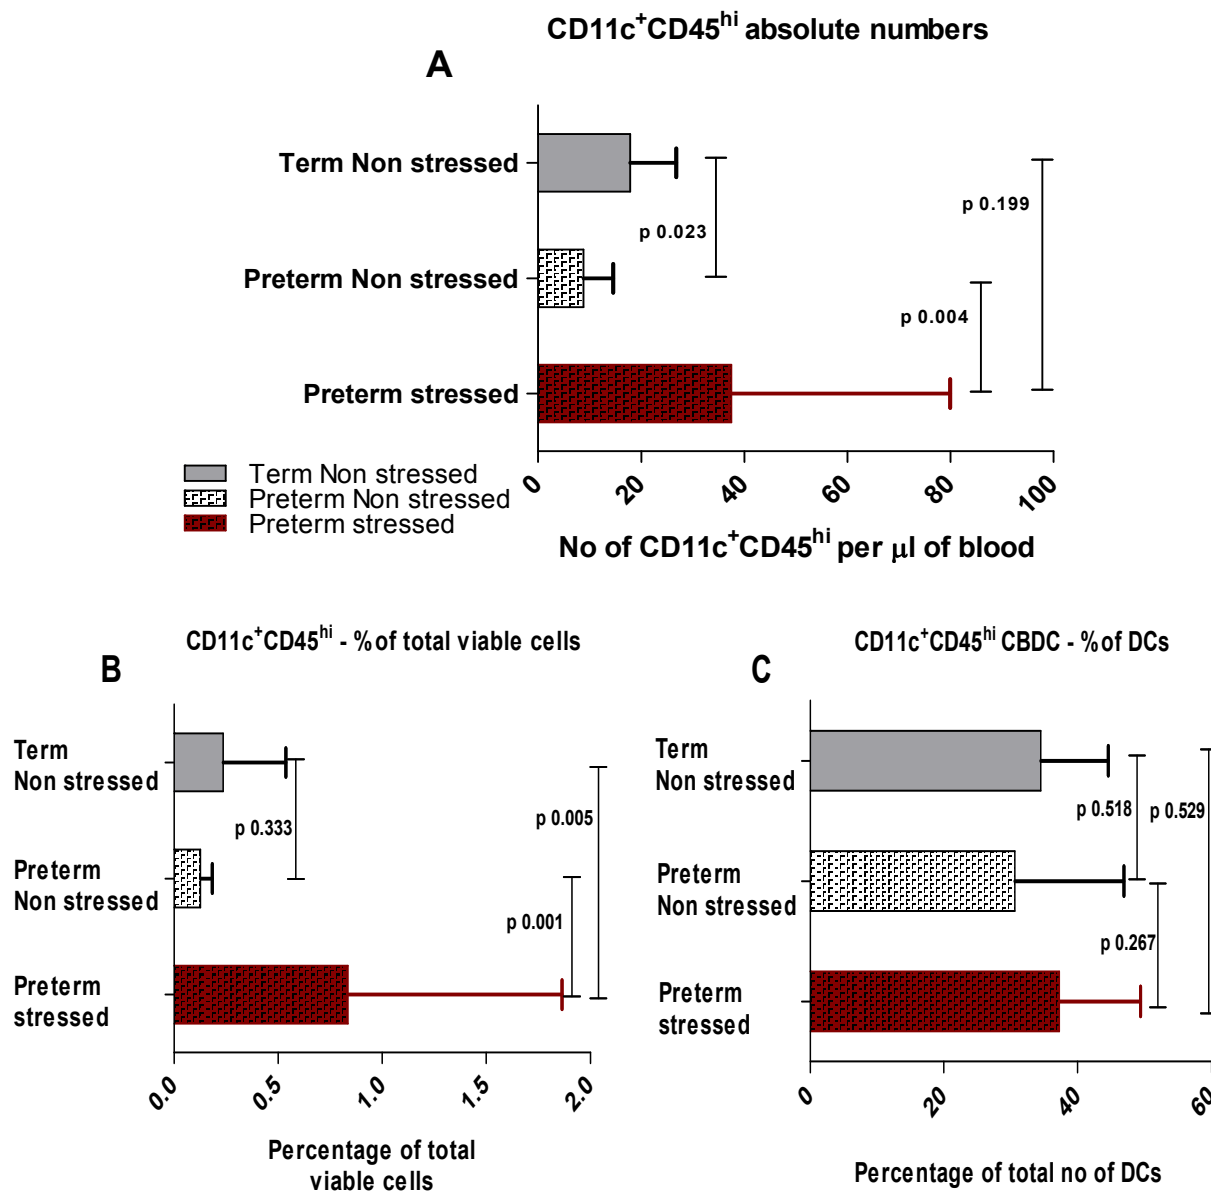 CD11c⁺CD45ʰⁱ absolute numbers
A
Term Non stressed
p 0.199
p 0.023
Preterm Non stressed
p 0.004
Preterm stressed
Term Non stressed
Preterm Non stressed
Preterm stressed
0 20 40 60 80 100
No of CD11c⁺CD45ʰⁱ per µl of blood
CD11c⁺CD45ʰⁱ - % of total viable cells
B
Term
Non stressed
p 0.333
p 0.005
Preterm
Non stressed
p 0.001
Preterm
stressed
0.0 0.5 1.0 1.5 2.0
Percentage of total
viable cells
CD11c⁺CD45ʰⁱ CBDC - % of DCs
C
Term
Non stressed
p 0.518
p 0.529
Preterm
Non stressed
p 0.267
Preterm
stressed
0 20 40 60
Percentage of total no of DCs